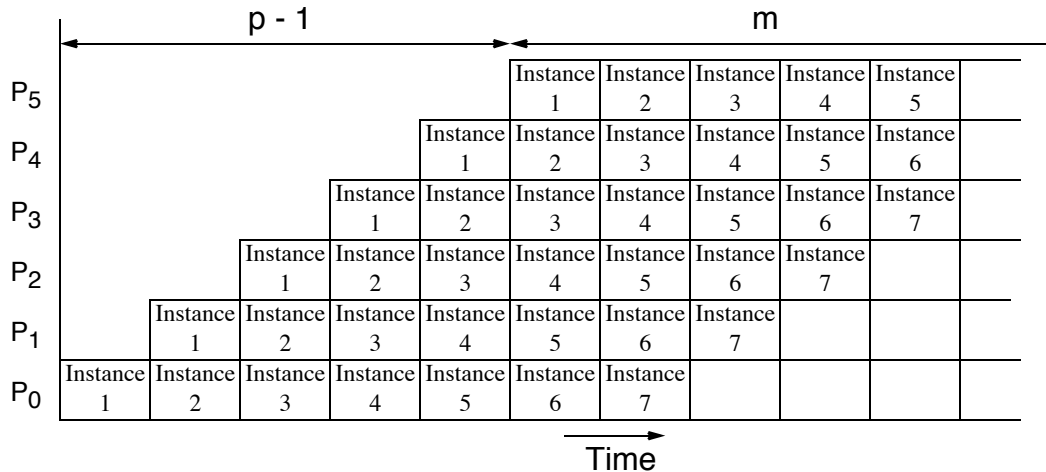 p - 1 m
P5 Instance 1 Instance 2 Instance 3 Instance 4 Instance 5
P4 Instance 1 Instance 2 Instance 3 Instance 4 Instance 5 Instance 6
P3 Instance 1 Instance 2 Instance 3 Instance 4 Instance 5 Instance 6 Instance 7
P2 Instance 1 Instance 2 Instance 3 Instance 4 Instance 5 Instance 6 Instance 7
P1 Instance 1 Instance 2 Instance 3 Instance 4 Instance 5 Instance 6 Instance 7
P0 Instance 1 Instance 2 Instance 3 Instance 4 Instance 5 Instance 6 Instance 7
Time